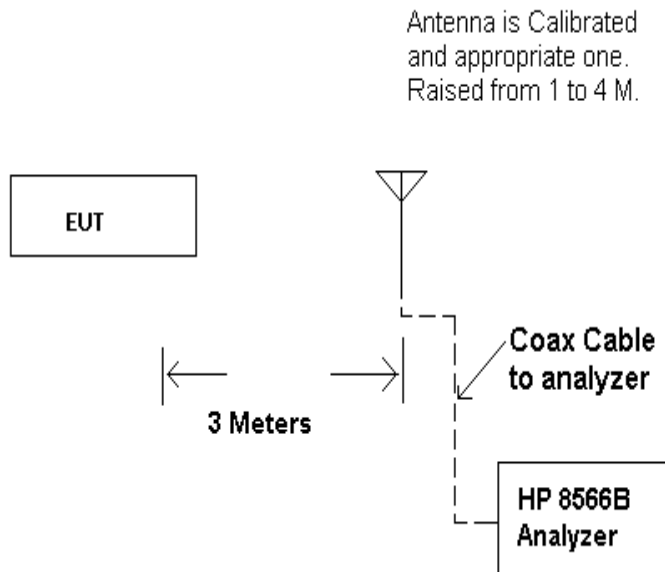 Antenna is Calibrated
and appropriate one.
Raised from 1 to 4 M.
EUT
Coax Cable
to analyzer
3 Meters
HP 8566B
Analyzer